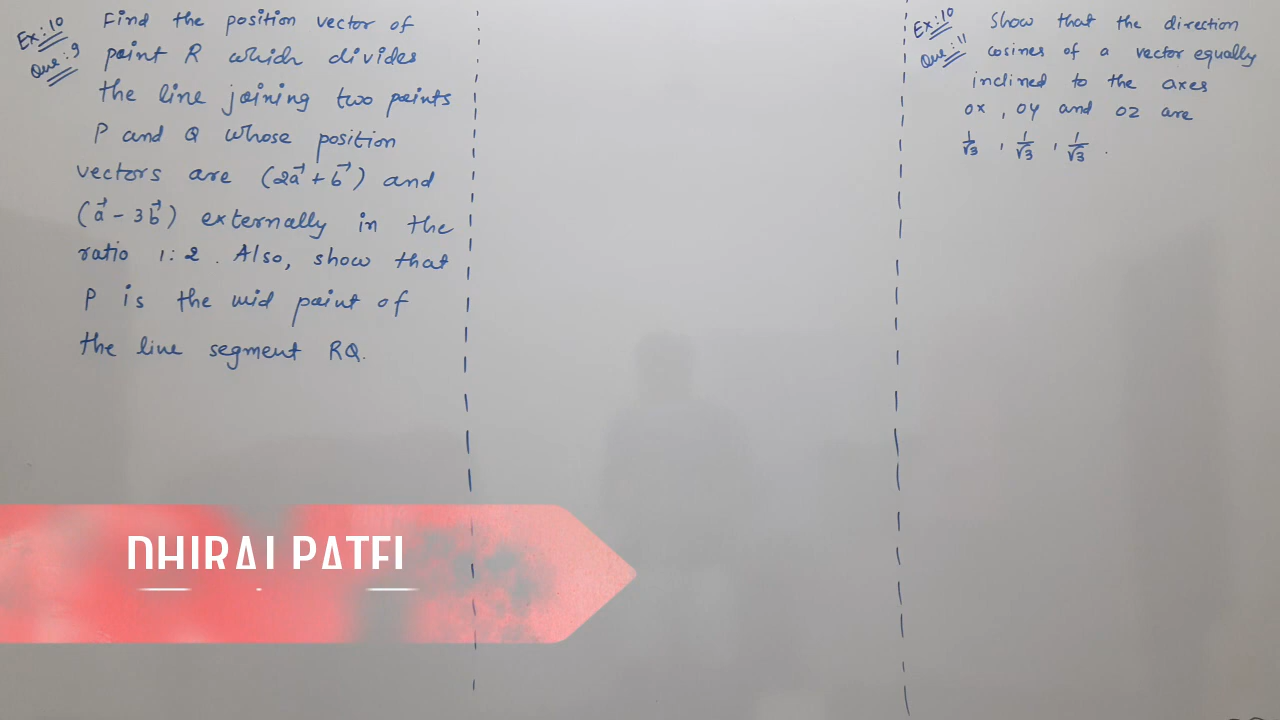 Ex:10 Find the position vector of
Que:9 point R which divides
the line joining two points
P and Q whose position
vectors are (2a⃗ + b⃗) and
(a⃗ - 3b⃗) externally in the
ratio 1:2. Also, show that
P is the mid point of
the line segment RQ.
Ex:10 Show that the direction
Que:11 cosines of a vector equally
inclined to the axes
OX, OY and OZ are
1/√3, 1/√3, 1/√3.